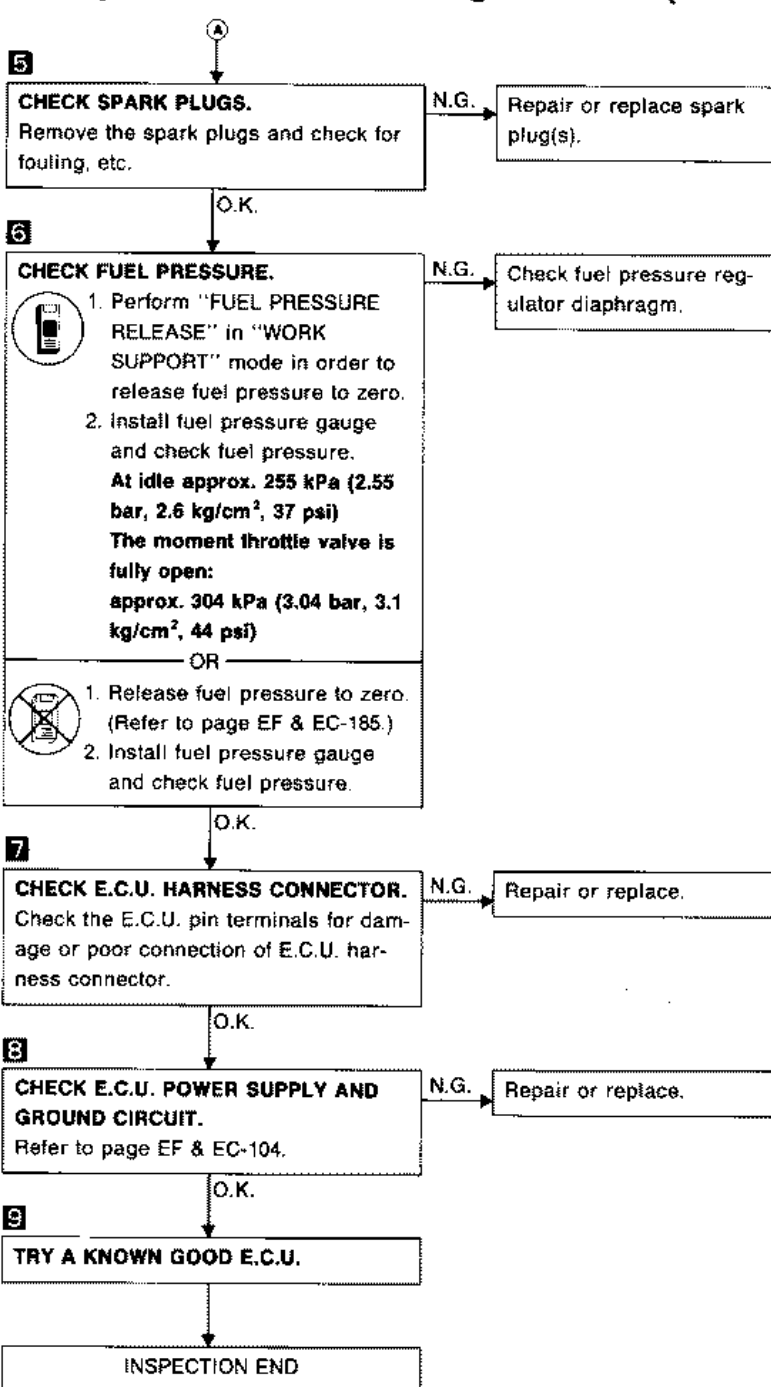 A
5
CHECK SPARK PLUGS.
Remove the spark plugs and check for
fouling, etc.
N.G.
Repair or replace spark
plug(s).
O.K.
6
CHECK FUEL PRESSURE.
1. Perform "FUEL PRESSURE
RELEASE" in "WORK
SUPPORT" mode in order to
release fuel pressure to zero.
2. Install fuel pressure gauge
and check fuel pressure.
At idle approx. 255 kPa (2.55
bar, 2.6 kg/cm², 37 psi)
The moment throttle valve is
fully open:
approx. 304 kPa (3.04 bar, 3.1
kg/cm², 44 psi)
N.G.
Check fuel pressure reg-
ulator diaphragm.
OR
1. Release fuel pressure to zero.
(Refer to page EF & EC-185.)
2. Install fuel pressure gauge
and check fuel pressure.
O.K.
7
CHECK E.C.U. HARNESS CONNECTOR.
Check the E.C.U. pin terminals for dam-
age or poor connection of E.C.U. har-
ness connector.
N.G.
Repair or replace.
O.K.
8
CHECK E.C.U. POWER SUPPLY AND
GROUND CIRCUIT.
Refer to page EF & EC-104.
N.G.
Repair or replace.
O.K.
9
TRY A KNOWN GOOD E.C.U.
INSPECTION END